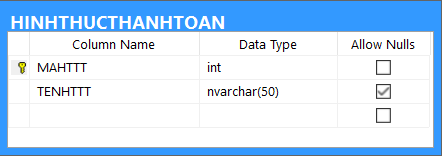 HINHTHUCTHANHTOAN
Column Name Data Type Allow Nulls
MAHTTT int
TENHTTT nvarchar(50)